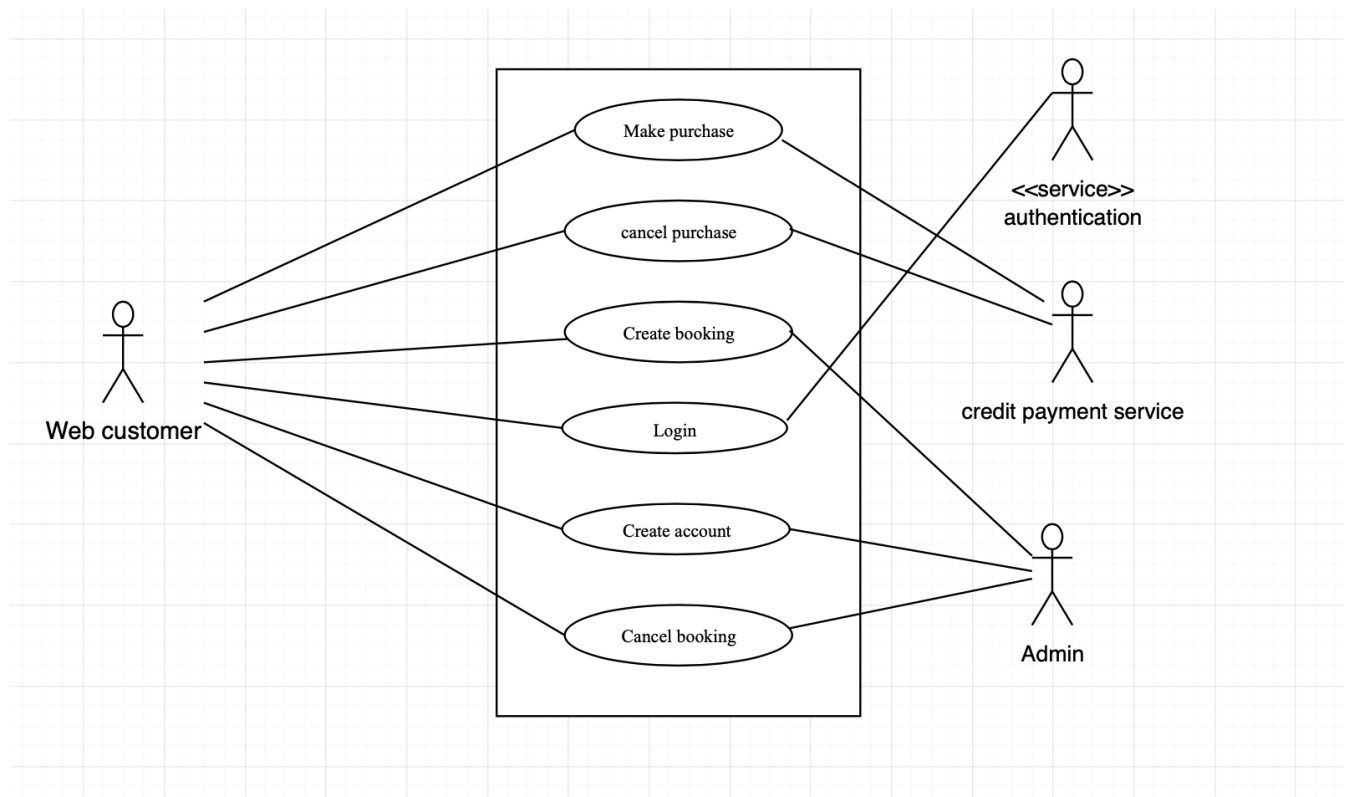 Make purchase
cancel purchase
Create booking
Login
Create account
Cancel booking
Web customer
<<service>>
authentication
credit payment service
Admin